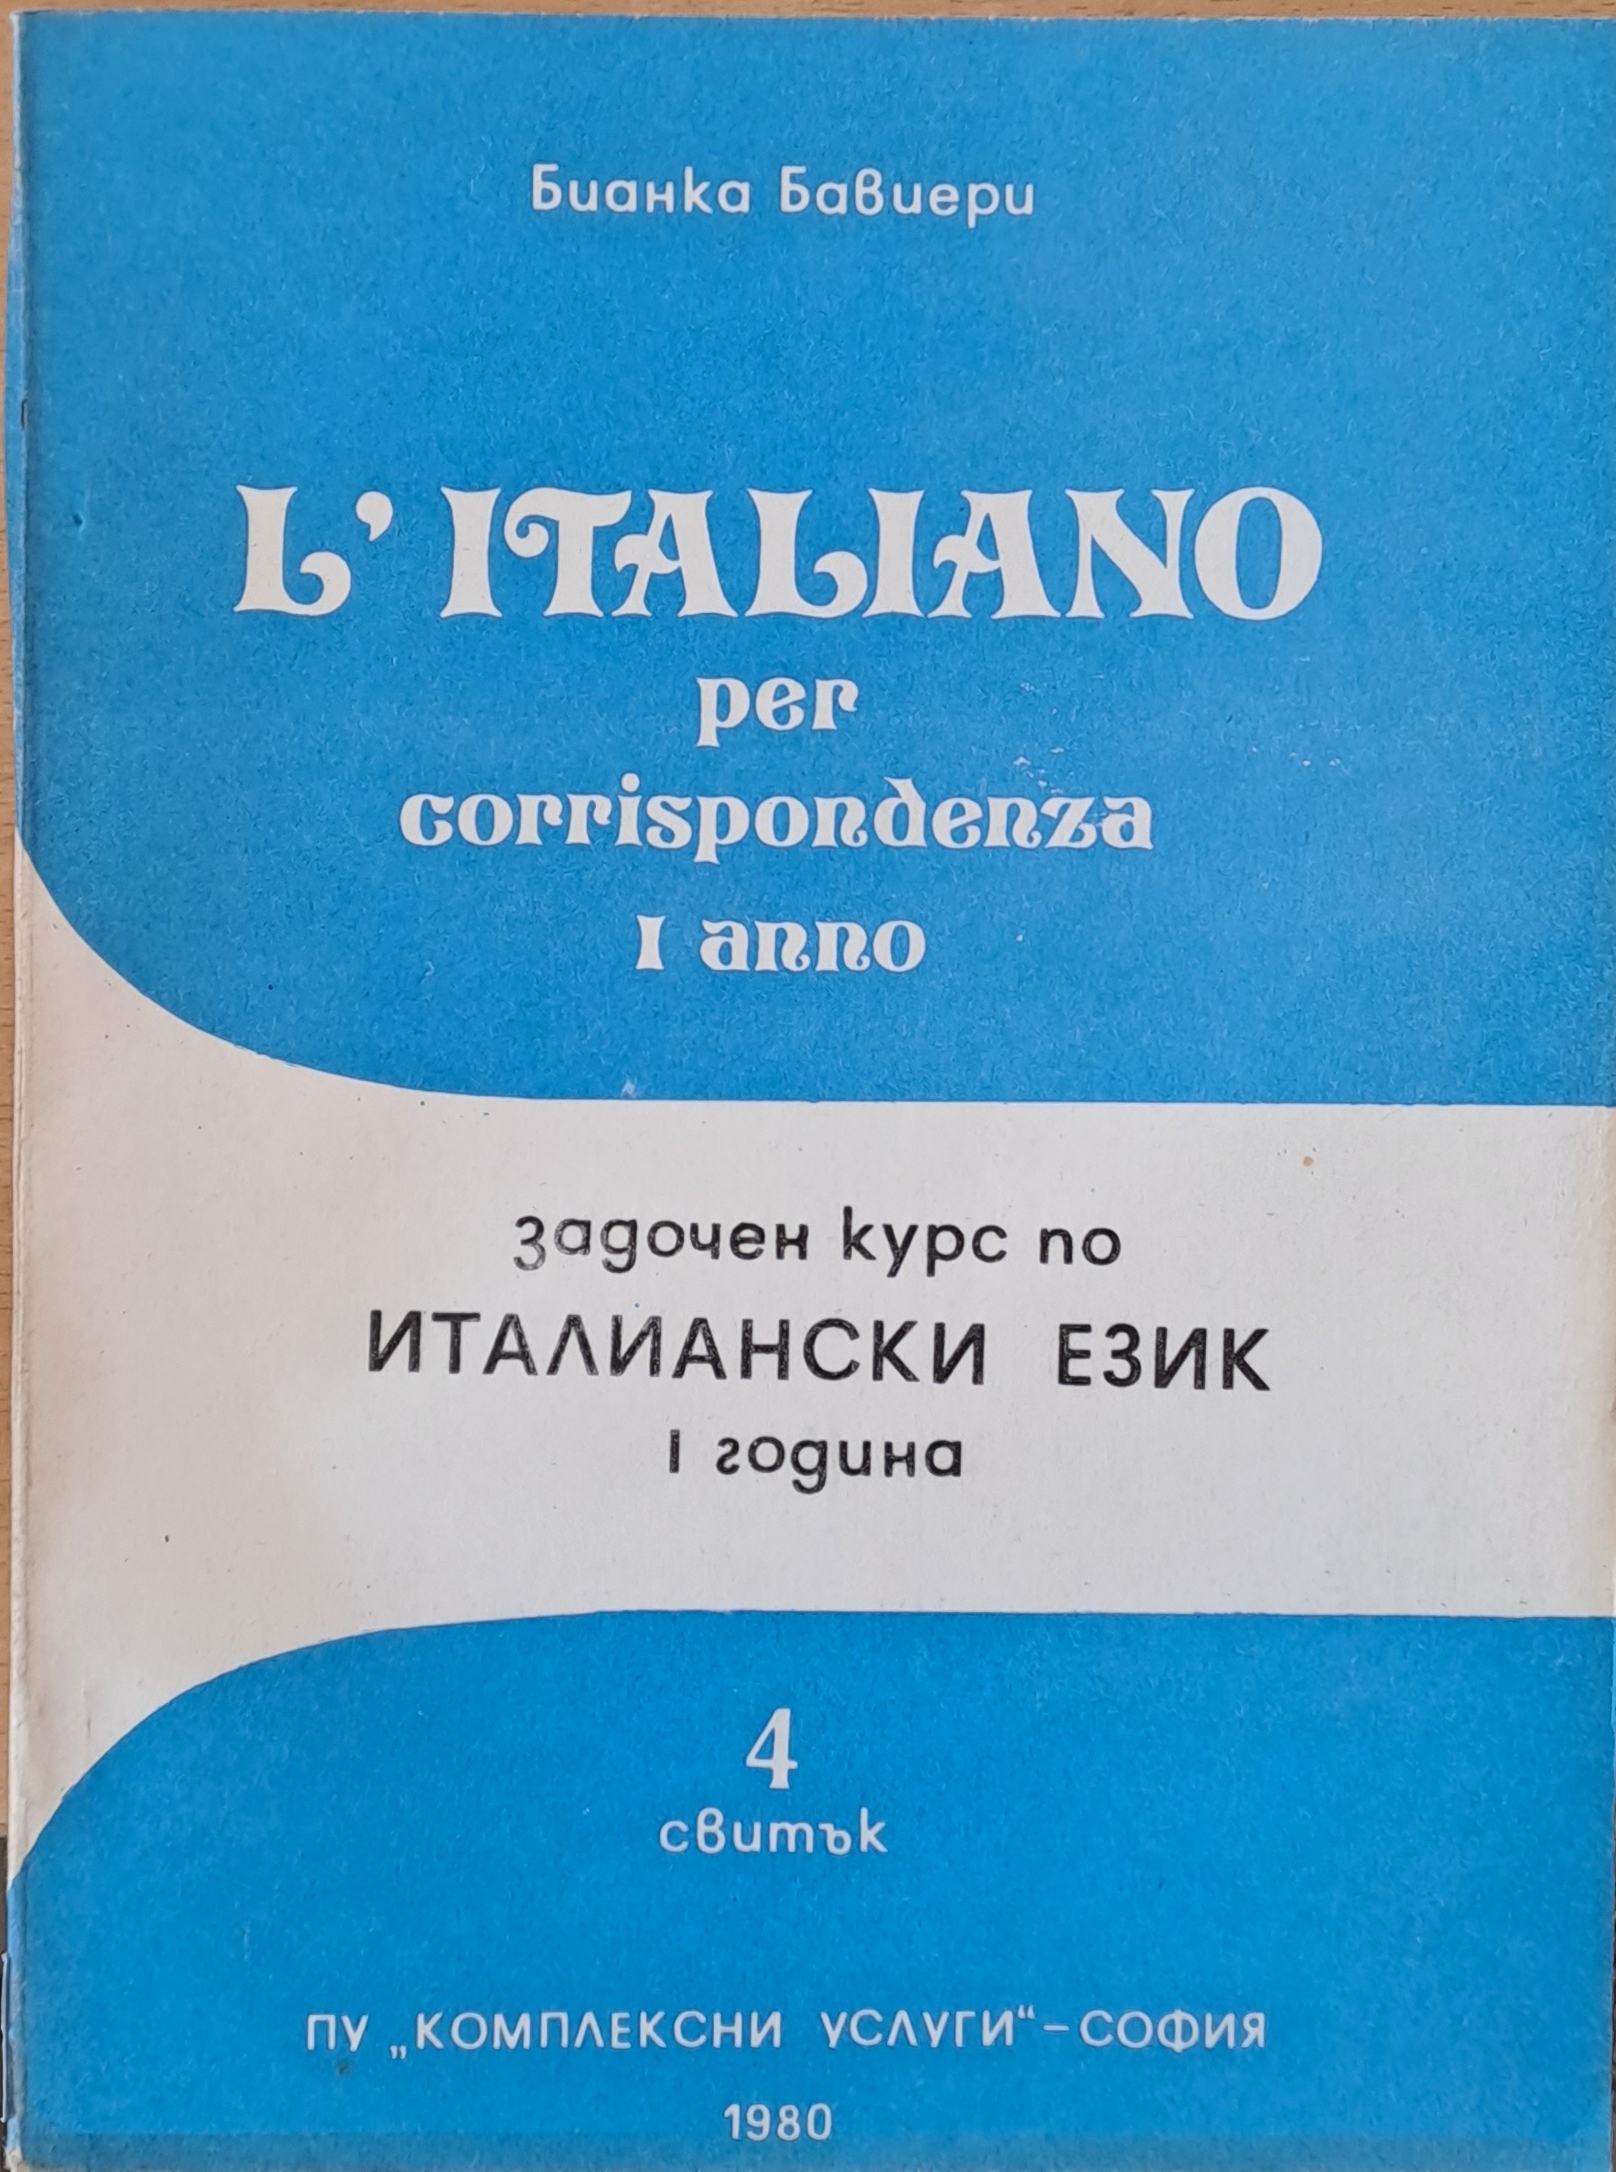 Бианка Бавиери
L'ITALIANO
per
corrispondenza
I anno
задочен курс по
ИТАЛИАНСКИ ЕЗИК
I година
4
свитък
ПУ „КОМПЛЕКСНИ УСЛУГИ“ – СОФИЯ
1980